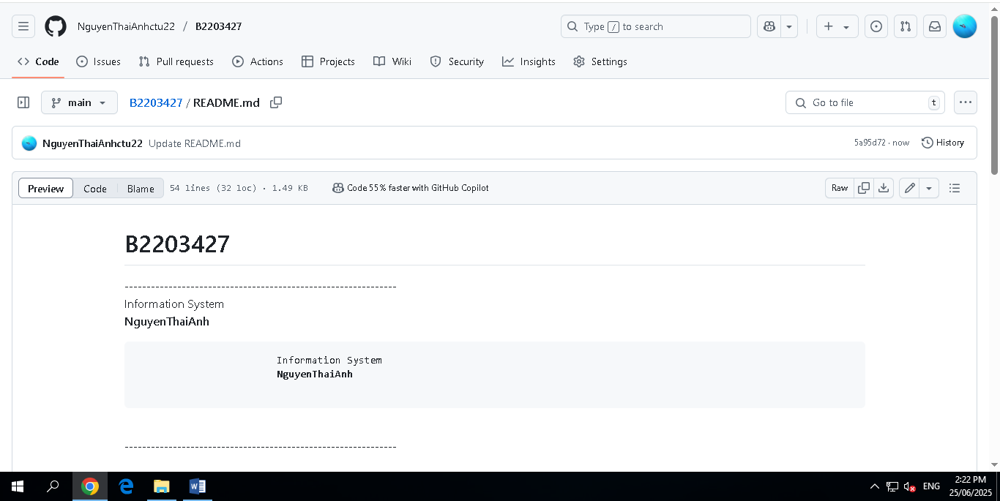 NguyenThaiAnhctu22 / B2203427
Type / to search
Code Issues Pull requests Actions Projects Wiki Security Insights Settings
main B2203427 / README.md
Go to file t
NguyenThaiAnhctu22 Update README.md
5a95d72 · now History
Preview Code Blame 54 lines (32 loc) · 1.49 KB Code 55% faster with GitHub Copilot
Raw
B2203427
--------------------------------------------------------------
Information System
NguyenThaiAnh
Information System
NguyenThaiAnh
--------------------------------------------------------------
ENG
2:22 PM
25/06/2025